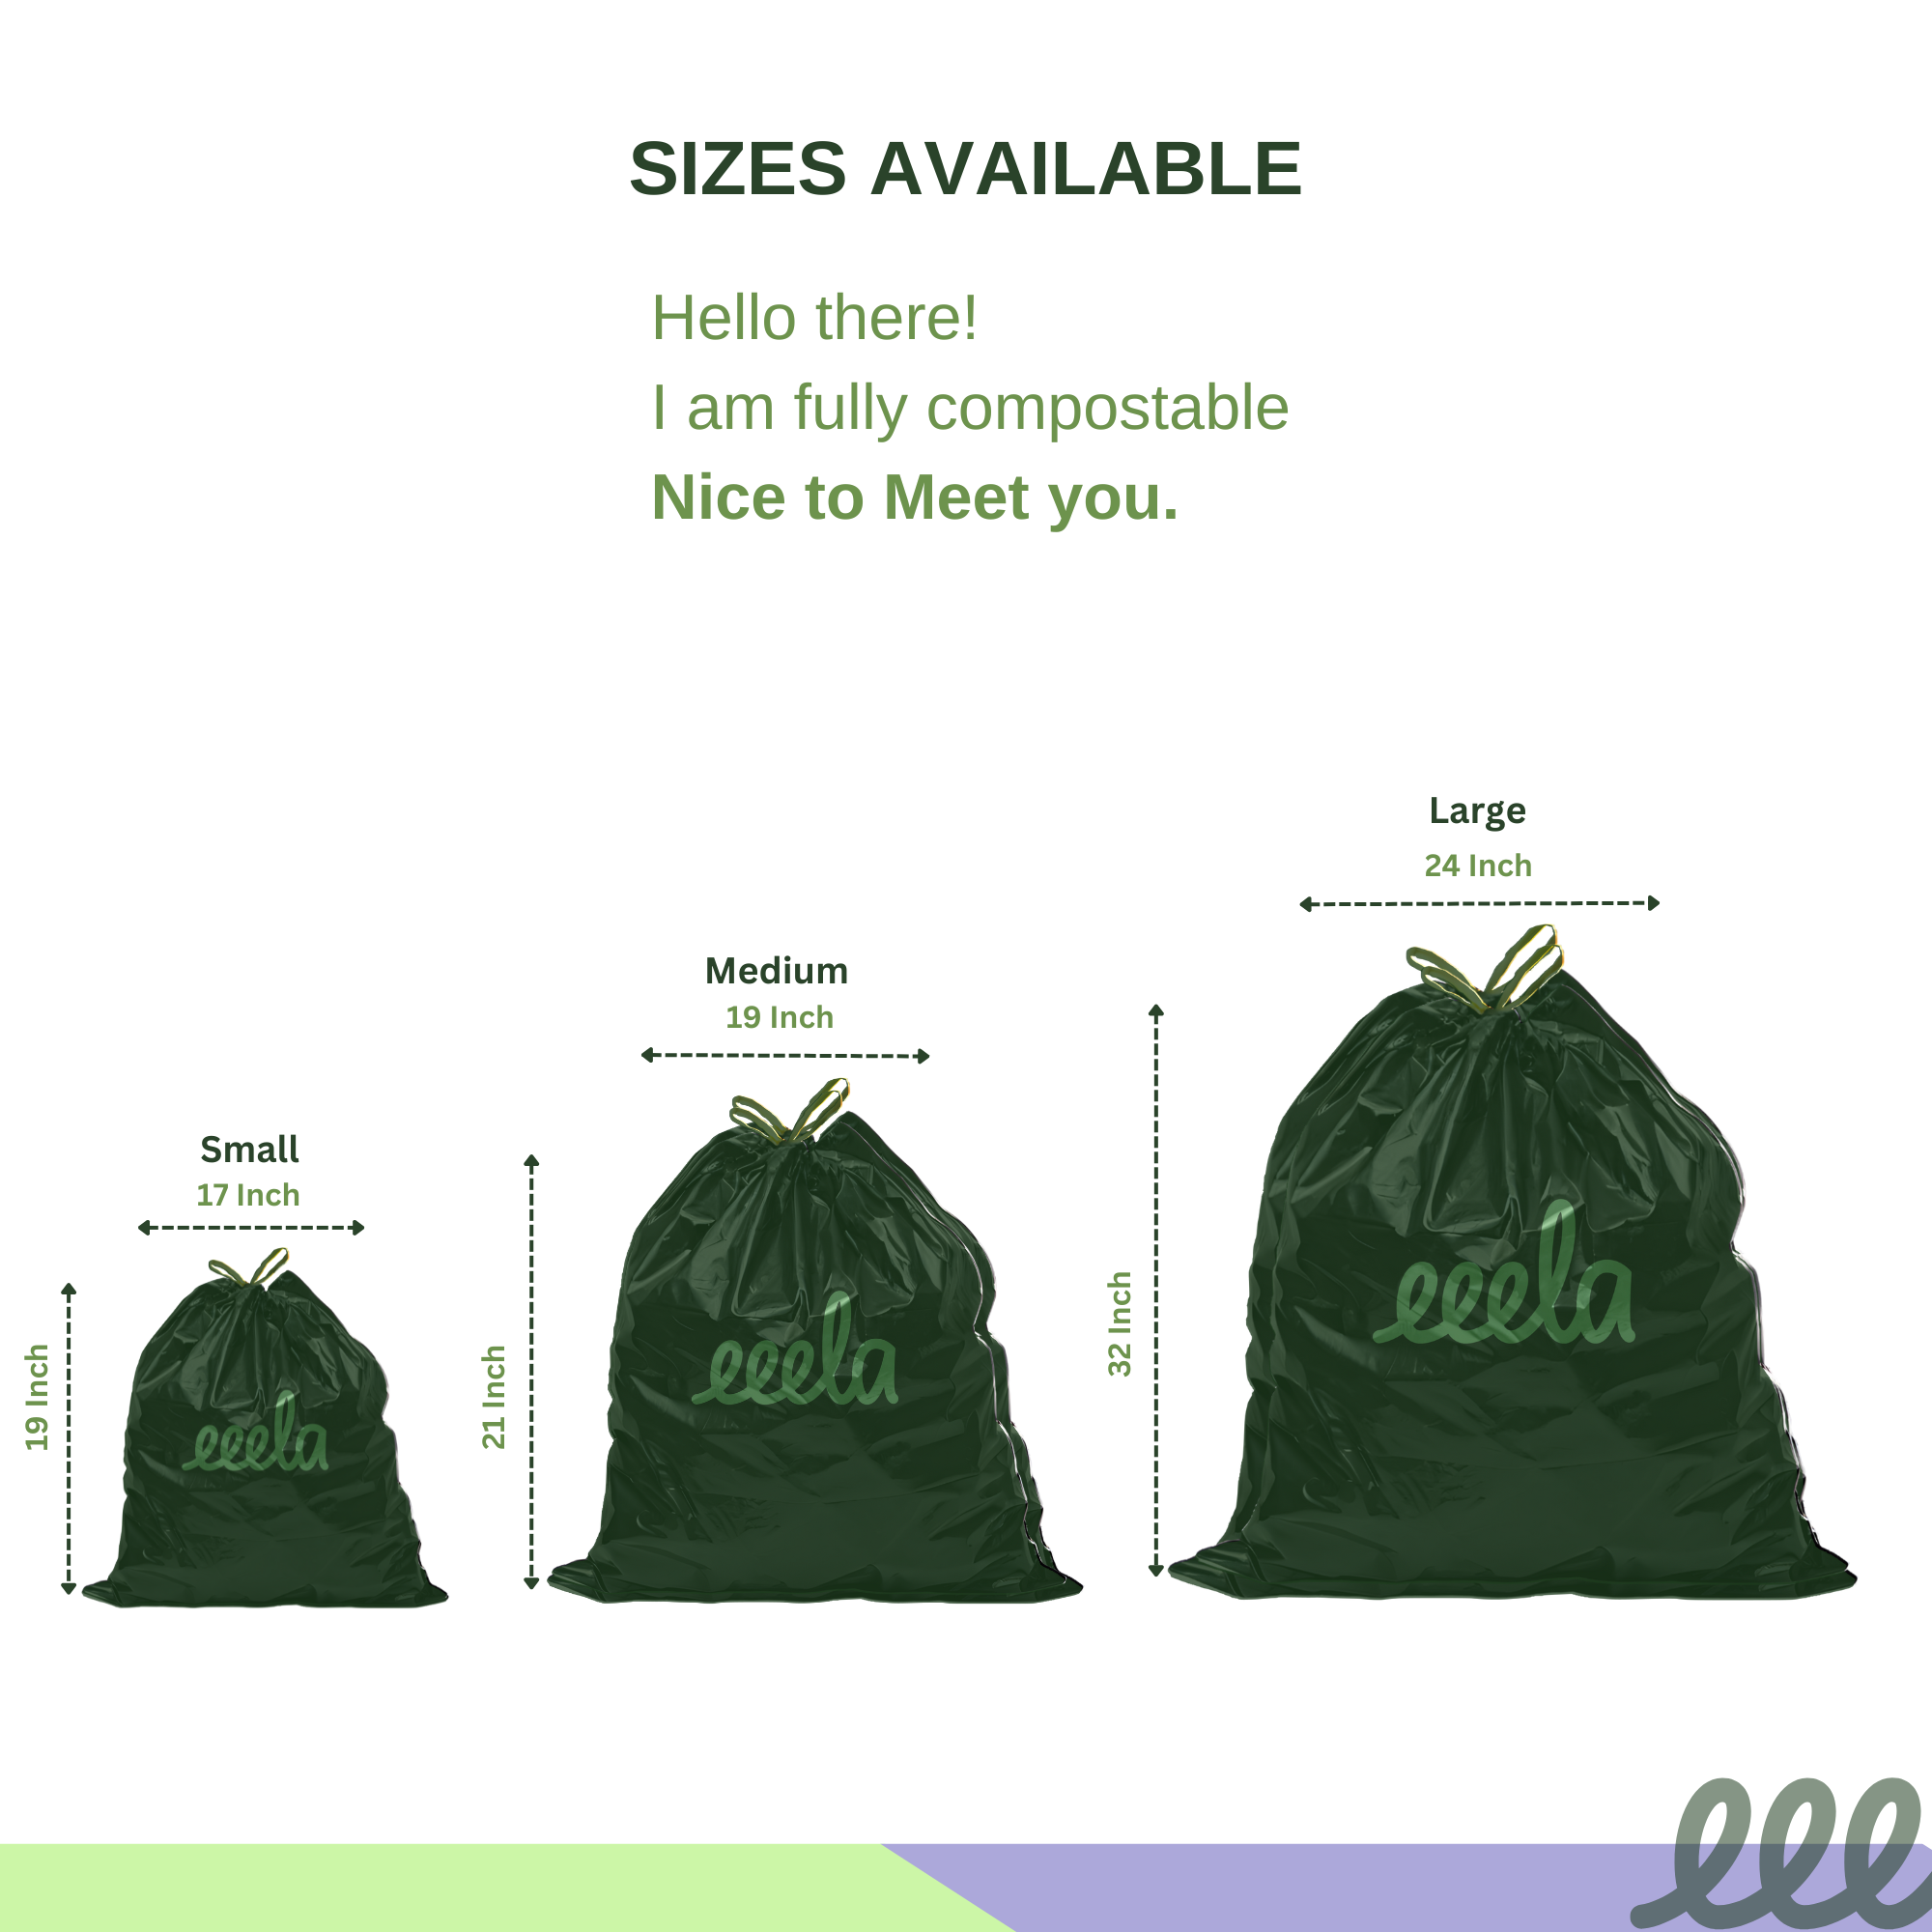 SIZES AVAILABLE
Hello there!
I am fully compostable
Nice to Meet you.
Small
17 Inch
19 Inch
eeela
Medium
19 Inch
21 Inch
eeela
Large
24 Inch
32 Inch
eeela
eee